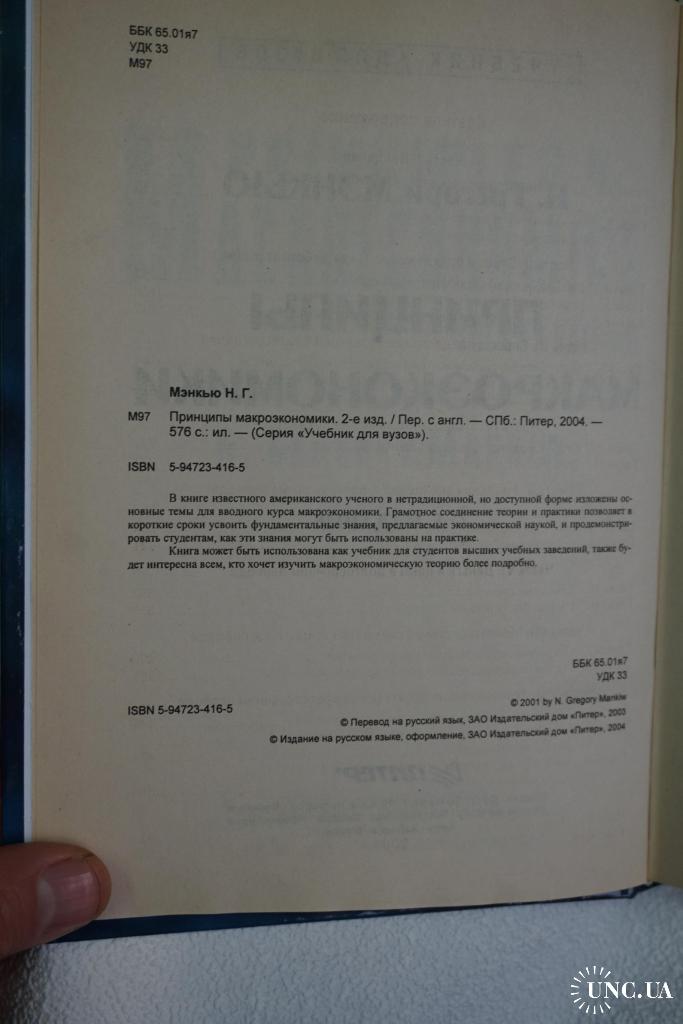 ББК 65.01я7
УДК 33
М97
Мэнкью Н. Г.
М97 Принципы макроэкономики. 2-е изд. / Пер. с англ. — СПб.: Питер, 2004. —
576 с.: ил. — (Серия «Учебник для вузов»).
ISBN 5-94723-416-5
В книге известного американского ученого в нетрадиционной, но доступной форме изложены ос-
новные темы для вводного курса макроэкономики. Грамотное соединение теории и практики позволяет в
короткие сроки усвоить фундаментальные знания, предлагаемые экономической наукой, и продемонстри-
ровать студентам, как эти знания могут быть использованы на практике.
Книга может быть использована как учебник для студентов высших учебных заведений, также бу-
дет интересна всем, кто хочет изучить макроэкономическую теорию более подробно.
ББК 65.01я7
УДК 33
ISBN 5-94723-416-5
© 2001 by N. Gregory Mankiw
© Перевод на русский язык, ЗАО Издательский дом «Питер», 2003
© Издание на русском языке, оформление, ЗАО Издательский дом «Питер», 2004
UNC.UA